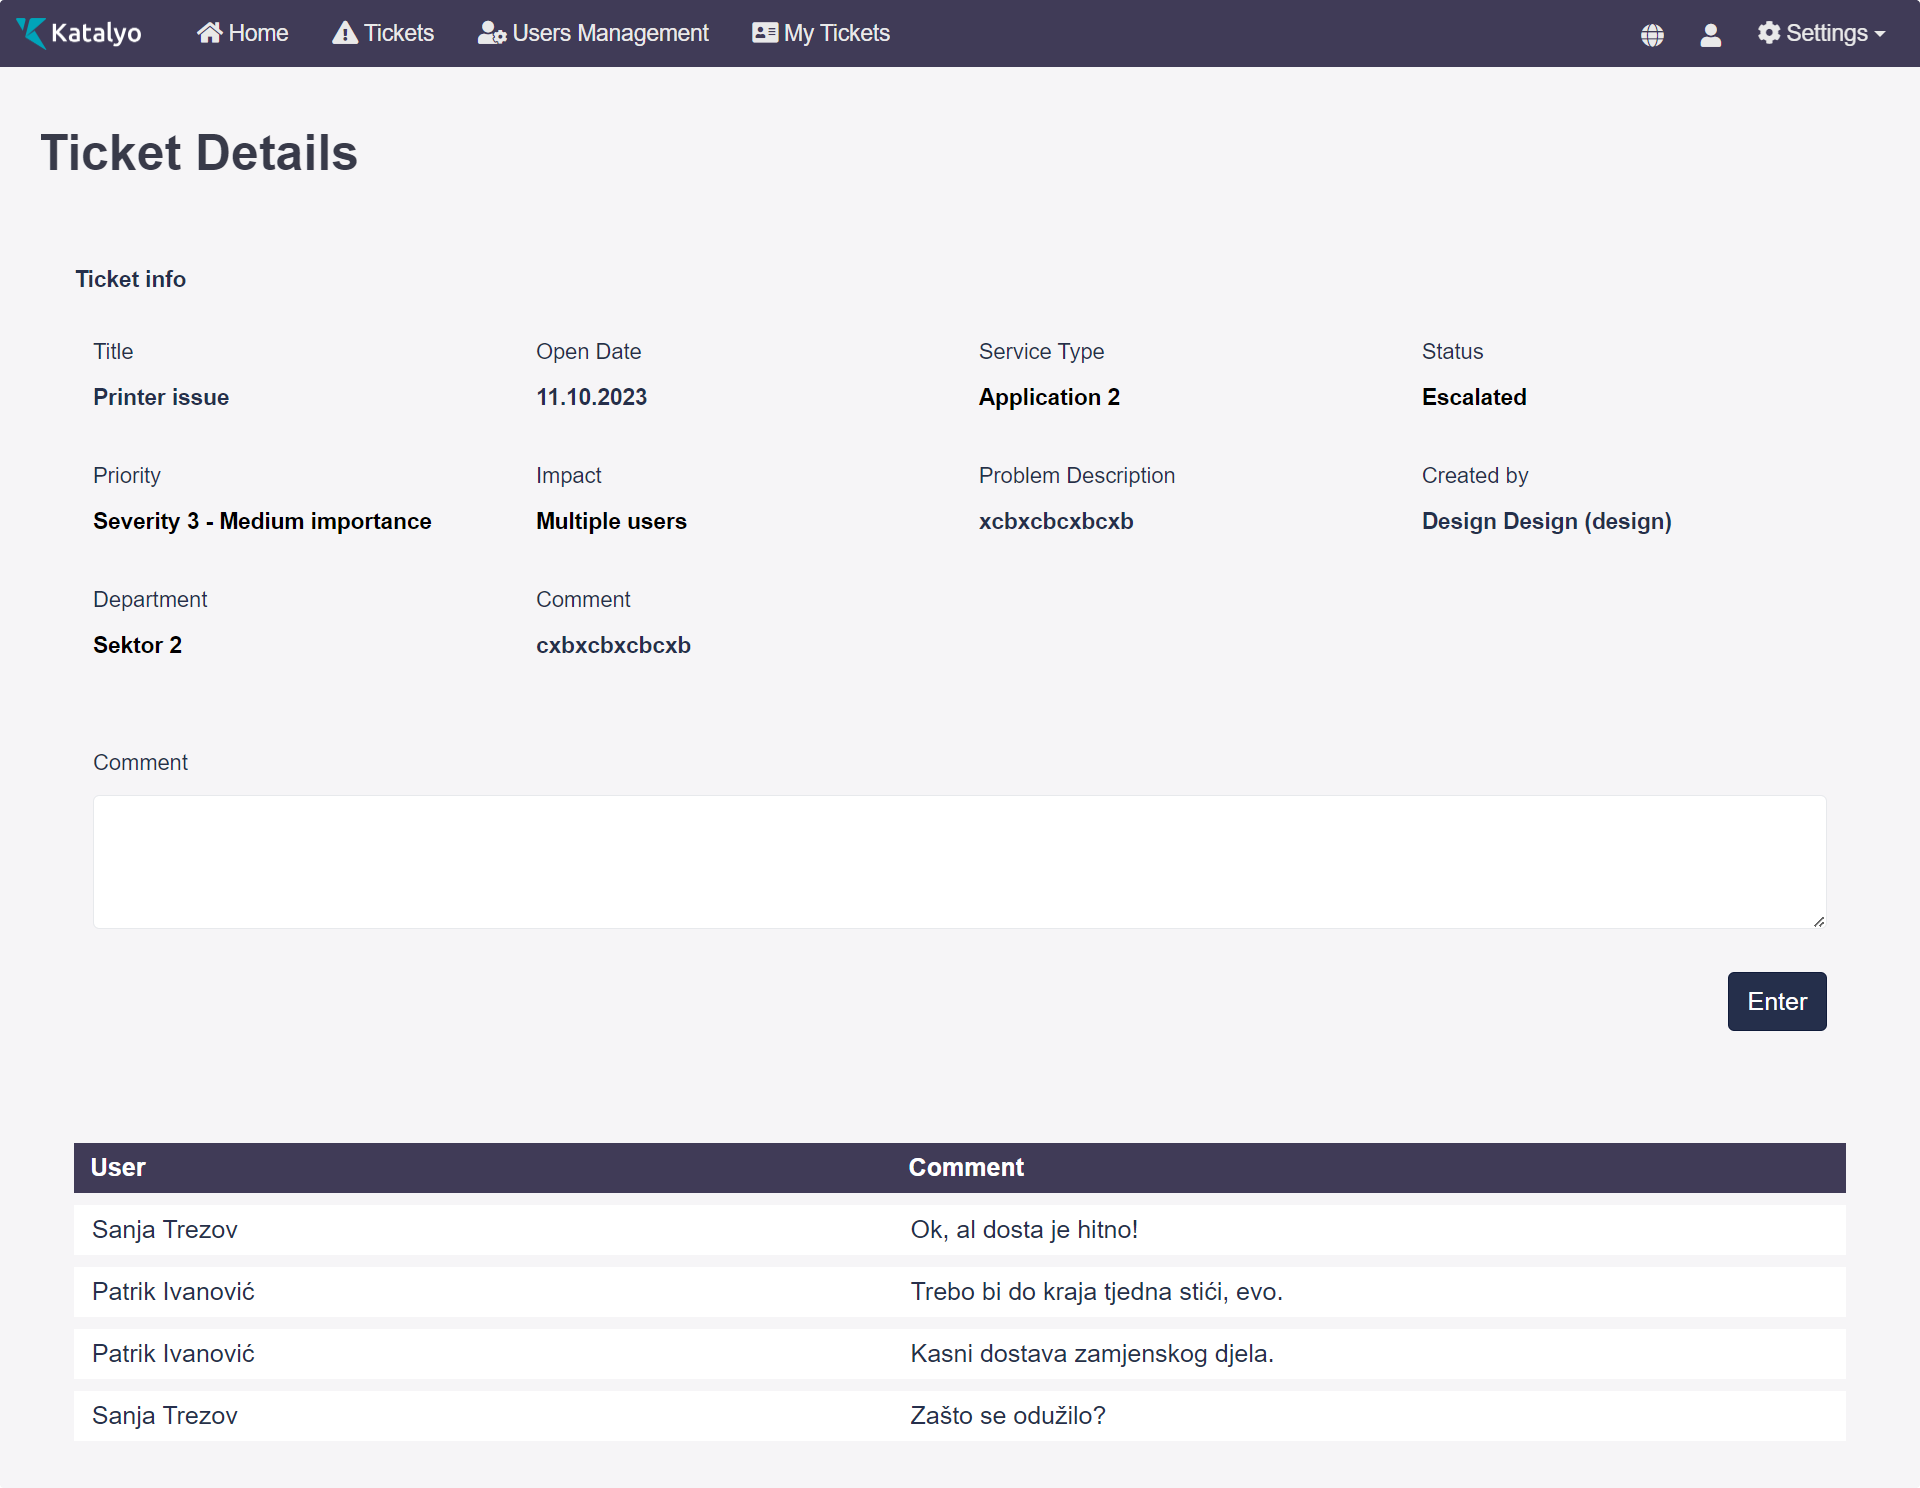 Katalyo Home Tickets Users Management My Tickets Settings
Ticket Details
Ticket info
Title Open Date Service Type Status
Printer issue 11.10.2023 Application 2 Escalated
Priority Impact Problem Description Created by
Severity 3 - Medium importance Multiple users xcbxcbcxbcxb Design Design (design)
Department Comment
Sektor 2 cxbxcbxcbcxb
Comment
Enter
User Comment
Sanja Trezov Ok, al dosta je hitno!
Patrik Ivanović Trebo bi do kraja tjedna stići, evo.
Patrik Ivanović Kasni dostava zamjenskog djela.
Sanja Trezov Zašto se odužilo?